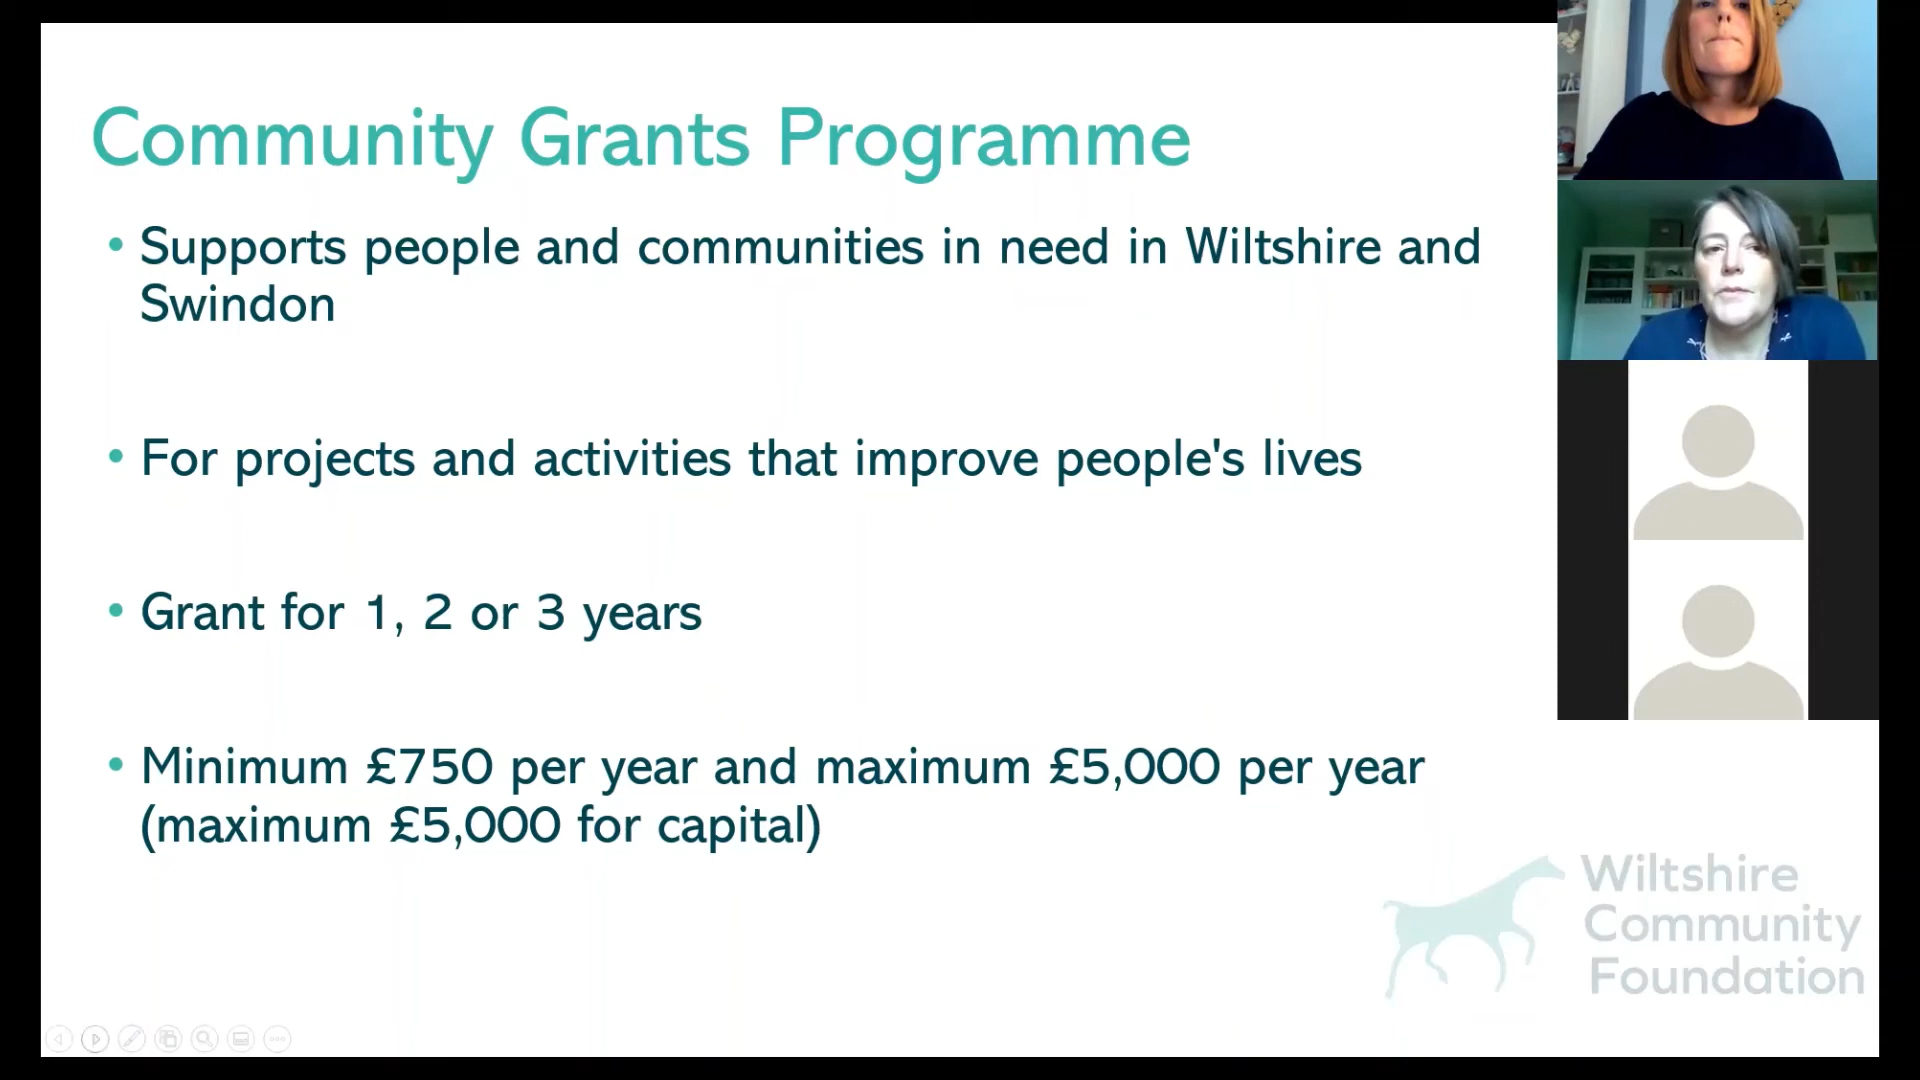 Community Grants Programme
• Supports people and communities in need in Wiltshire and
Swindon
• For projects and activities that improve people's lives
• Grant for 1, 2 or 3 years
• Minimum £750 per year and maximum £5,000 per year
(maximum £5,000 for capital)
Wiltshire
Community
Foundation